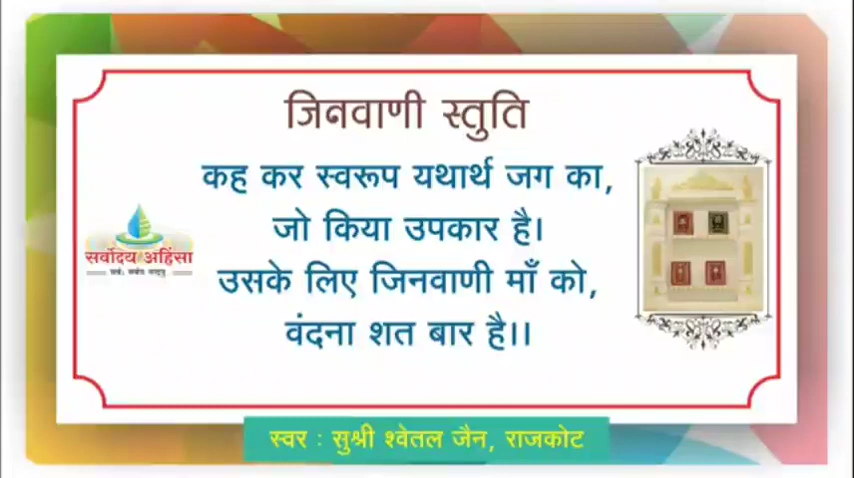 जिनवाणी स्तुति
कह कर स्वरूप यथार्थ जग का,
जो किया उपकार है।
उसके लिए जिनवाणी माँ को,
वंदना शत बार है।।
सर्वोदय अहिंसा
स्वर : सुश्री श्वेतल जैन, राजकोट